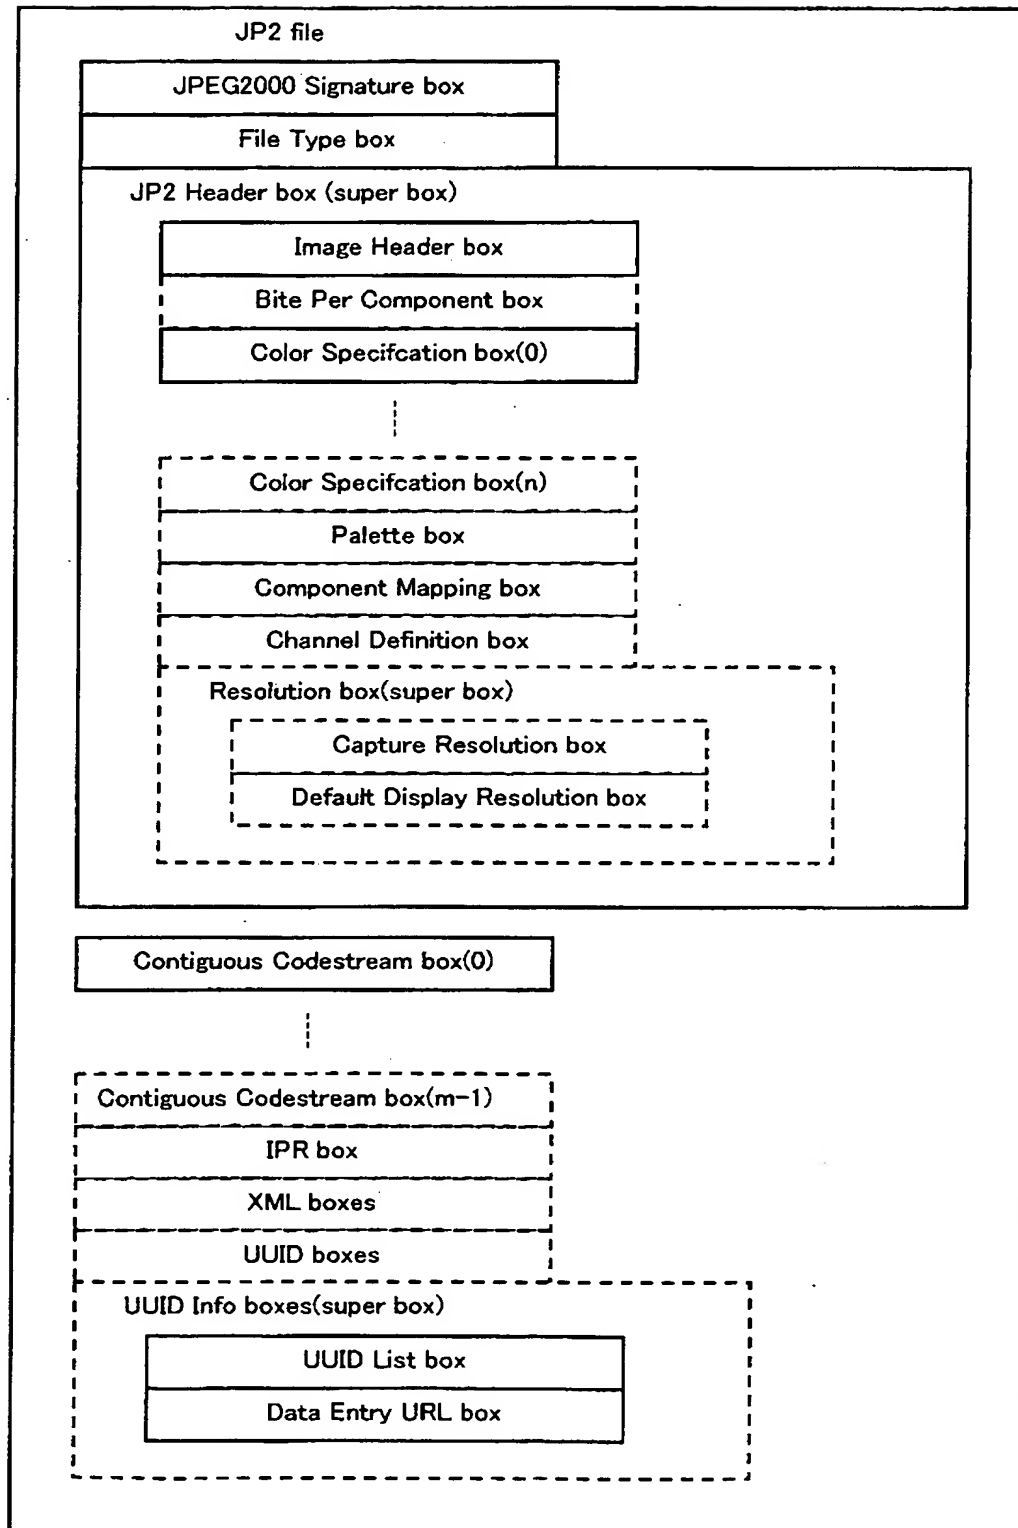 JP2 file
JPEG2000 Signature box
File Type box
JP2 Header box (super box)
Image Header box
Bite Per Component box
Color Specifcation box(0)
Color Specifcation box(n)
Palette box
Component Mapping box
Channel Definition box
Resolution box(super box)
Capture Resolution box
Default Display Resolution box
Contiguous Codestream box(0)
Contiguous Codestream box(m-1)
IPR box
XML boxes
UUID boxes
UUID Info boxes(super box)
UUID List box
Data Entry URL box